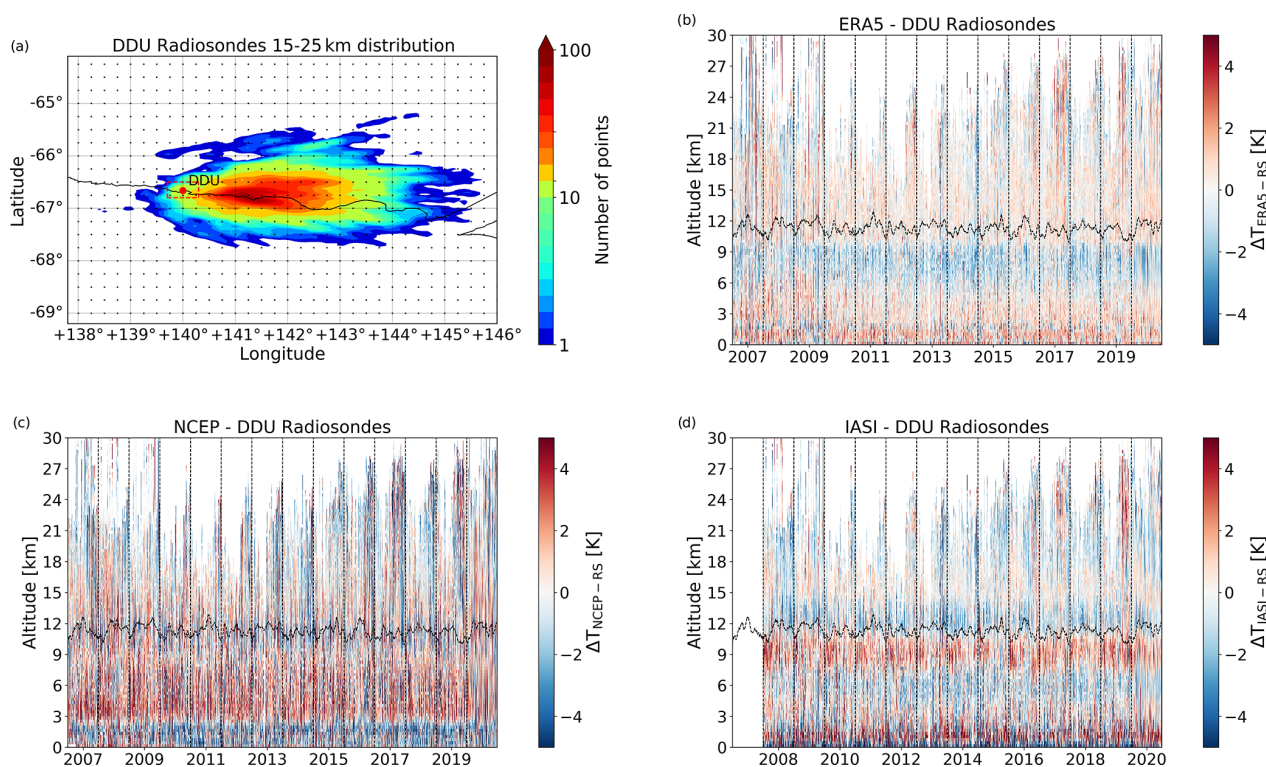 (a)
DDU Radiosondes 15-25 km distribution
-65°
-66°
-67°
-68°
-69°
Latitude
DDU
+138° +139° +140° +141° +142° +143° +144° +145° +146°
Longitude
100
10
1
Number of points
(b)
ERA5 - DDU Radiosondes
30
27
24
21
18
15
12
9
6
3
0
Altitude [km]
2007 2009 2011 2013 2015 2017 2019
4
2
0
−2
−4
ΔT ERA5−RS [K]
(c)
NCEP - DDU Radiosondes
30
27
24
21
18
15
12
9
6
3
0
Altitude [km]
2007 2009 2011 2013 2015 2017 2019
4
2
0
−2
−4
ΔT NCEP−RS [K]
(d)
IASI - DDU Radiosondes
30
27
24
21
18
15
12
9
6
3
0
Altitude [km]
2008 2010 2012 2014 2016 2018 2020
4
2
0
−2
−4
ΔT IASI−RS [K]